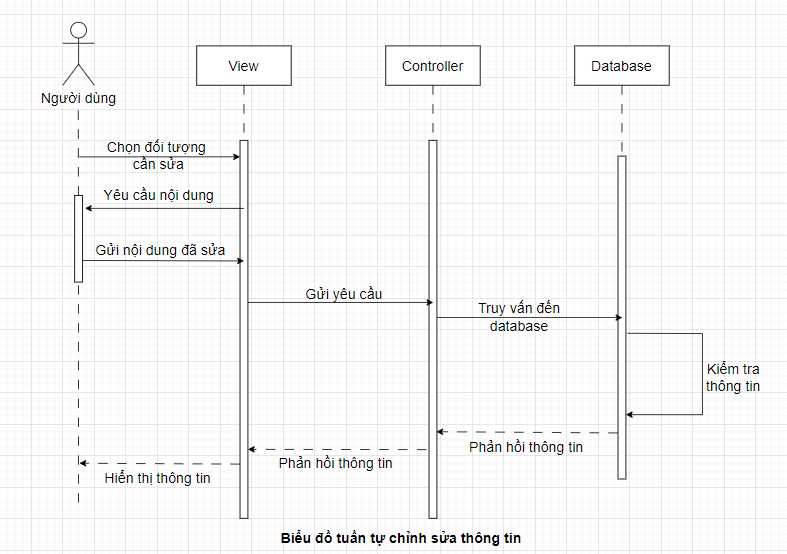 View
Controller
Database
Người dùng
Chọn đối tượng
cần sửa
Yêu cầu nội dung
Gửi nội dung đã sửa
Gửi yêu cầu
Truy vấn đến
database
Kiểm tra
thông tin
Phản hồi thông tin
Phản hồi thông tin
Hiển thị thông tin
Biểu đồ tuần tự chỉnh sửa thông tin